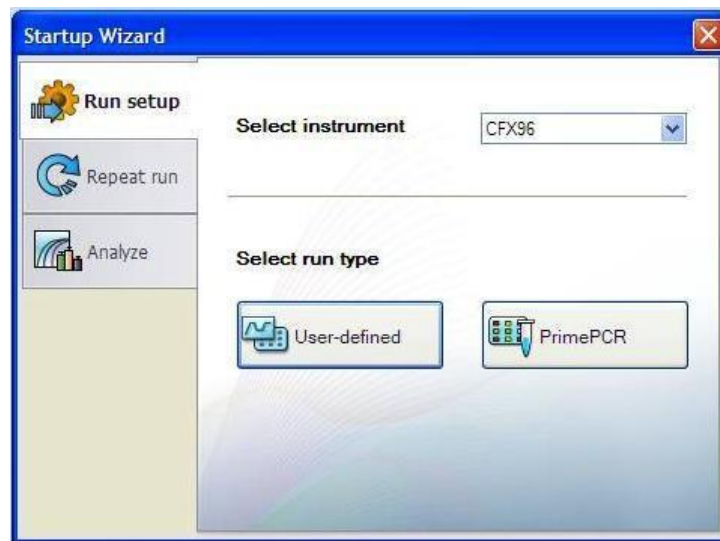 Startup Wizard
Run setup
Repeat run
Analyze
Select instrument
CFX96
Select run type
User-defined
PrimePCR